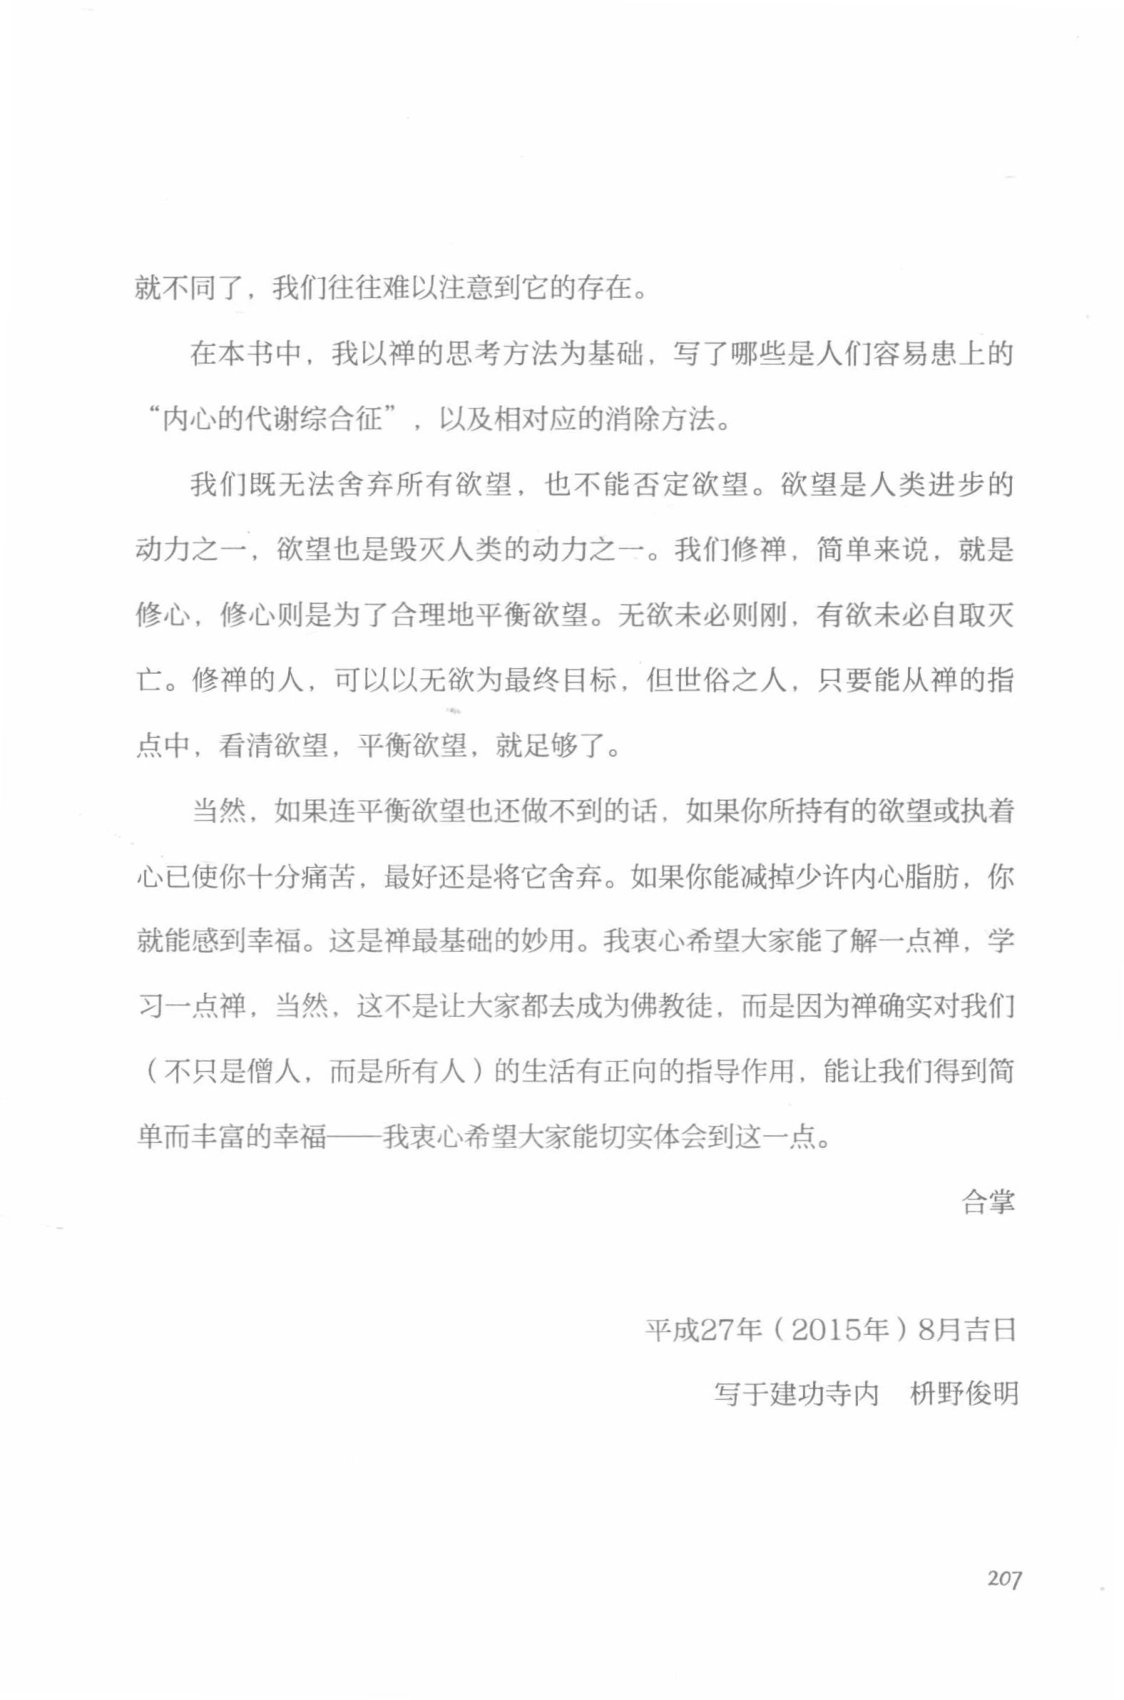 就不同了，我们往往难以注意到它的存在。
在本书中，我以禅的思考方法为基础，写了哪些是人们容易患上的
“内心的代谢综合征”，以及相对应的消除方法。
我们既无法舍弃所有欲望，也不能否定欲望。欲望是人类进步的
动力之一，欲望也是毁灭人类的动力之一。我们修禅，简单来说，就是
修心，修心则是为了合理地平衡欲望。无欲未必则刚，有欲未必自取灭
亡。修禅的人，可以以无欲为最终目标，但世俗之人，只要能从禅的指
点中，看清欲望，平衡欲望，就足够了。
当然，如果连平衡欲望也还做不到的话，如果你所持有的欲望或执着
心已使你十分痛苦，最好还是将它舍弃。如果你能减掉少许内心脂肪，你
就能感到幸福。这是禅最基础的妙用。我衷心希望大家能了解一点禅，学
习一点禅，当然，这不是让大家都去成为佛教徒，而是因为禅确实对我们
（不只是僧人，而是所有人）的生活有正向的指导作用，能让我们得到简
单而丰富的幸福——我衷心希望大家能切实体会到这一点。
合掌
平成27年（2015年）8月吉日
写于建功寺内　枡野俊明
207